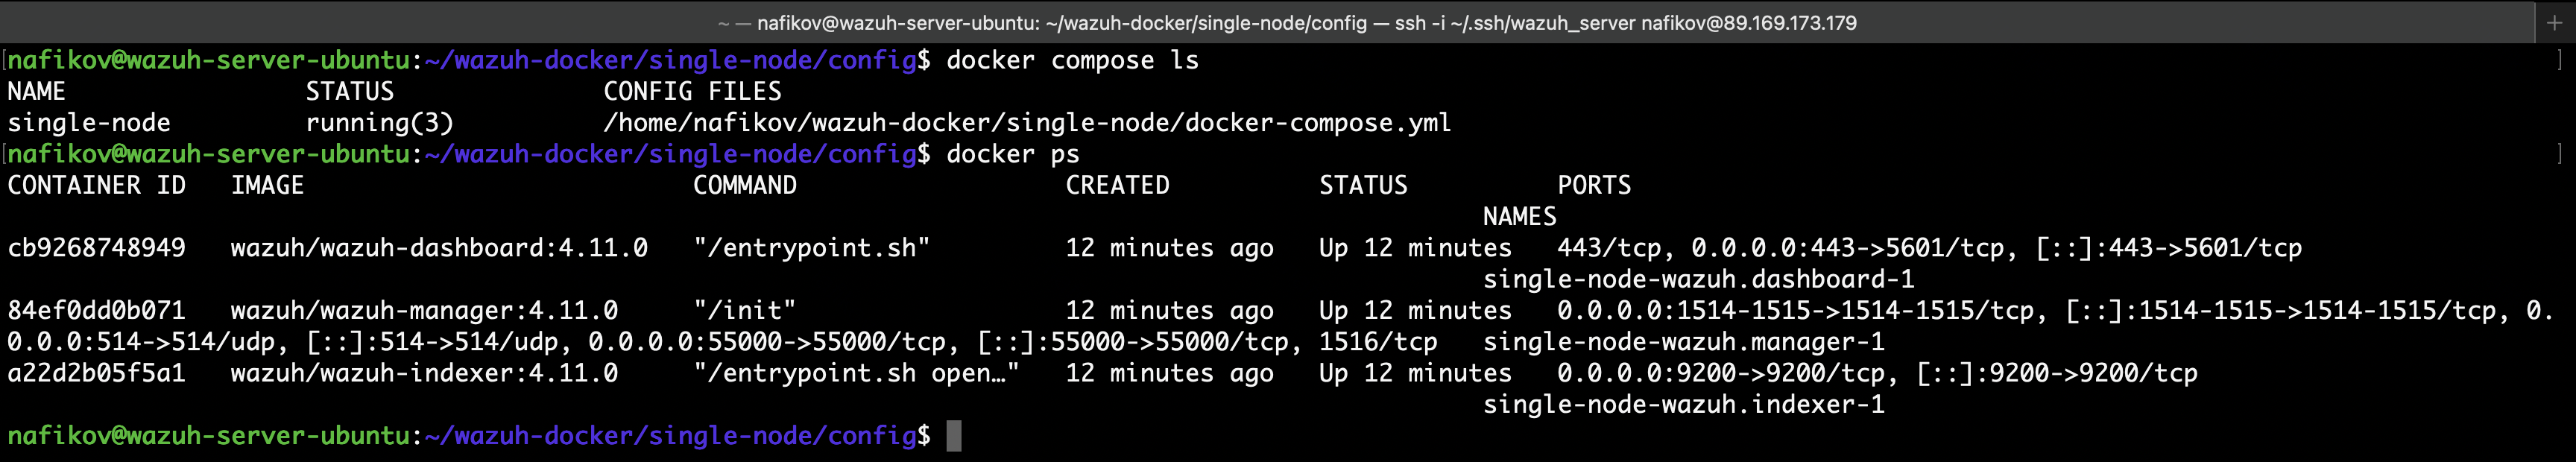 ~ — nafikov@wazuh-server-ubuntu: ~/wazuh-docker/single-node/config — ssh -i ~/.ssh/wazuh_server nafikov@89.169.173.179 +
[nafikov@wazuh-server-ubuntu:~/wazuh-docker/single-node/config$ docker compose ls ]
NAME                STATUS              CONFIG FILES
single-node         running(3)          /home/nafikov/wazuh-docker/single-node/docker-compose.yml
[nafikov@wazuh-server-ubuntu:~/wazuh-docker/single-node/config$ docker ps ]
CONTAINER ID   IMAGE                          COMMAND                  CREATED          STATUS          PORTS
NAMES
cb9268748949   wazuh/wazuh-dashboard:4.11.0   "/entrypoint.sh"         12 minutes ago   Up 12 minutes   443/tcp, 0.0.0.0:443->5601/tcp, [::]:443->5601/tcp
single-node-wazuh.dashboard-1
84ef0dd0b071   wazuh/wazuh-manager:4.11.0     "/init"                  12 minutes ago   Up 12 minutes   0.0.0.0:1514-1515->1514-1515/tcp, [::]:1514-1515->1514-1515/tcp, 0.
0.0.0:514->514/udp, [::]:514->514/udp, 0.0.0.0:55000->55000/tcp, [::]:55000->55000/tcp, 1516/tcp   single-node-wazuh.manager-1
a22d2b05f5a1   wazuh/wazuh-indexer:4.11.0     "/entrypoint.sh open…"   12 minutes ago   Up 12 minutes   0.0.0.0:9200->9200/tcp, [::]:9200->9200/tcp
single-node-wazuh.indexer-1
nafikov@wazuh-server-ubuntu:~/wazuh-docker/single-node/config$